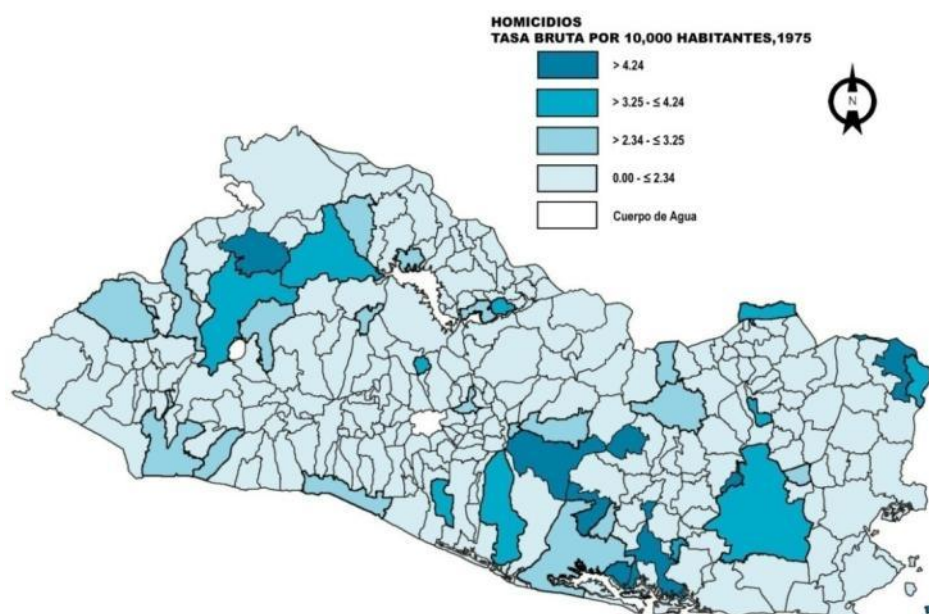 HOMICIDIOS
TASA BRUTA POR 10,000 HABITANTES,1975
> 4.24
> 3.25 - ≤ 4.24
> 2.34 - ≤ 3.25
0.00 - ≤ 2.34
Cuerpo de Agua
N